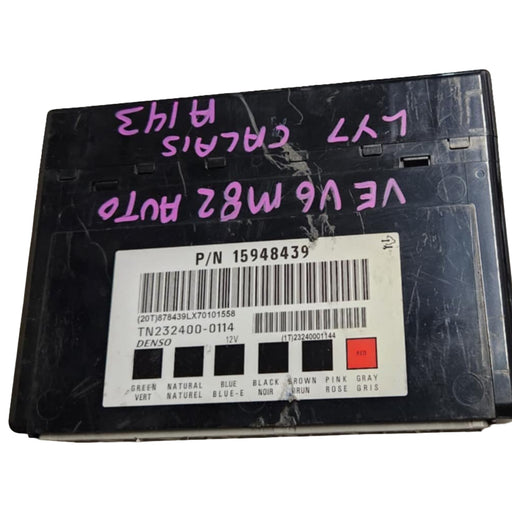 LY7 CALAIS A143
VE V6 M82 AUTO
P/N 15948439
(20T)878439LX70101558
TN232400-0114
(1T)23240001144
DENSO
12V
RED
GREEN NATURAL BLUE BLACK BROWN PINK GRAY
VERT NATUREL BLUE-E NOIR BRUN ROSE GRIS